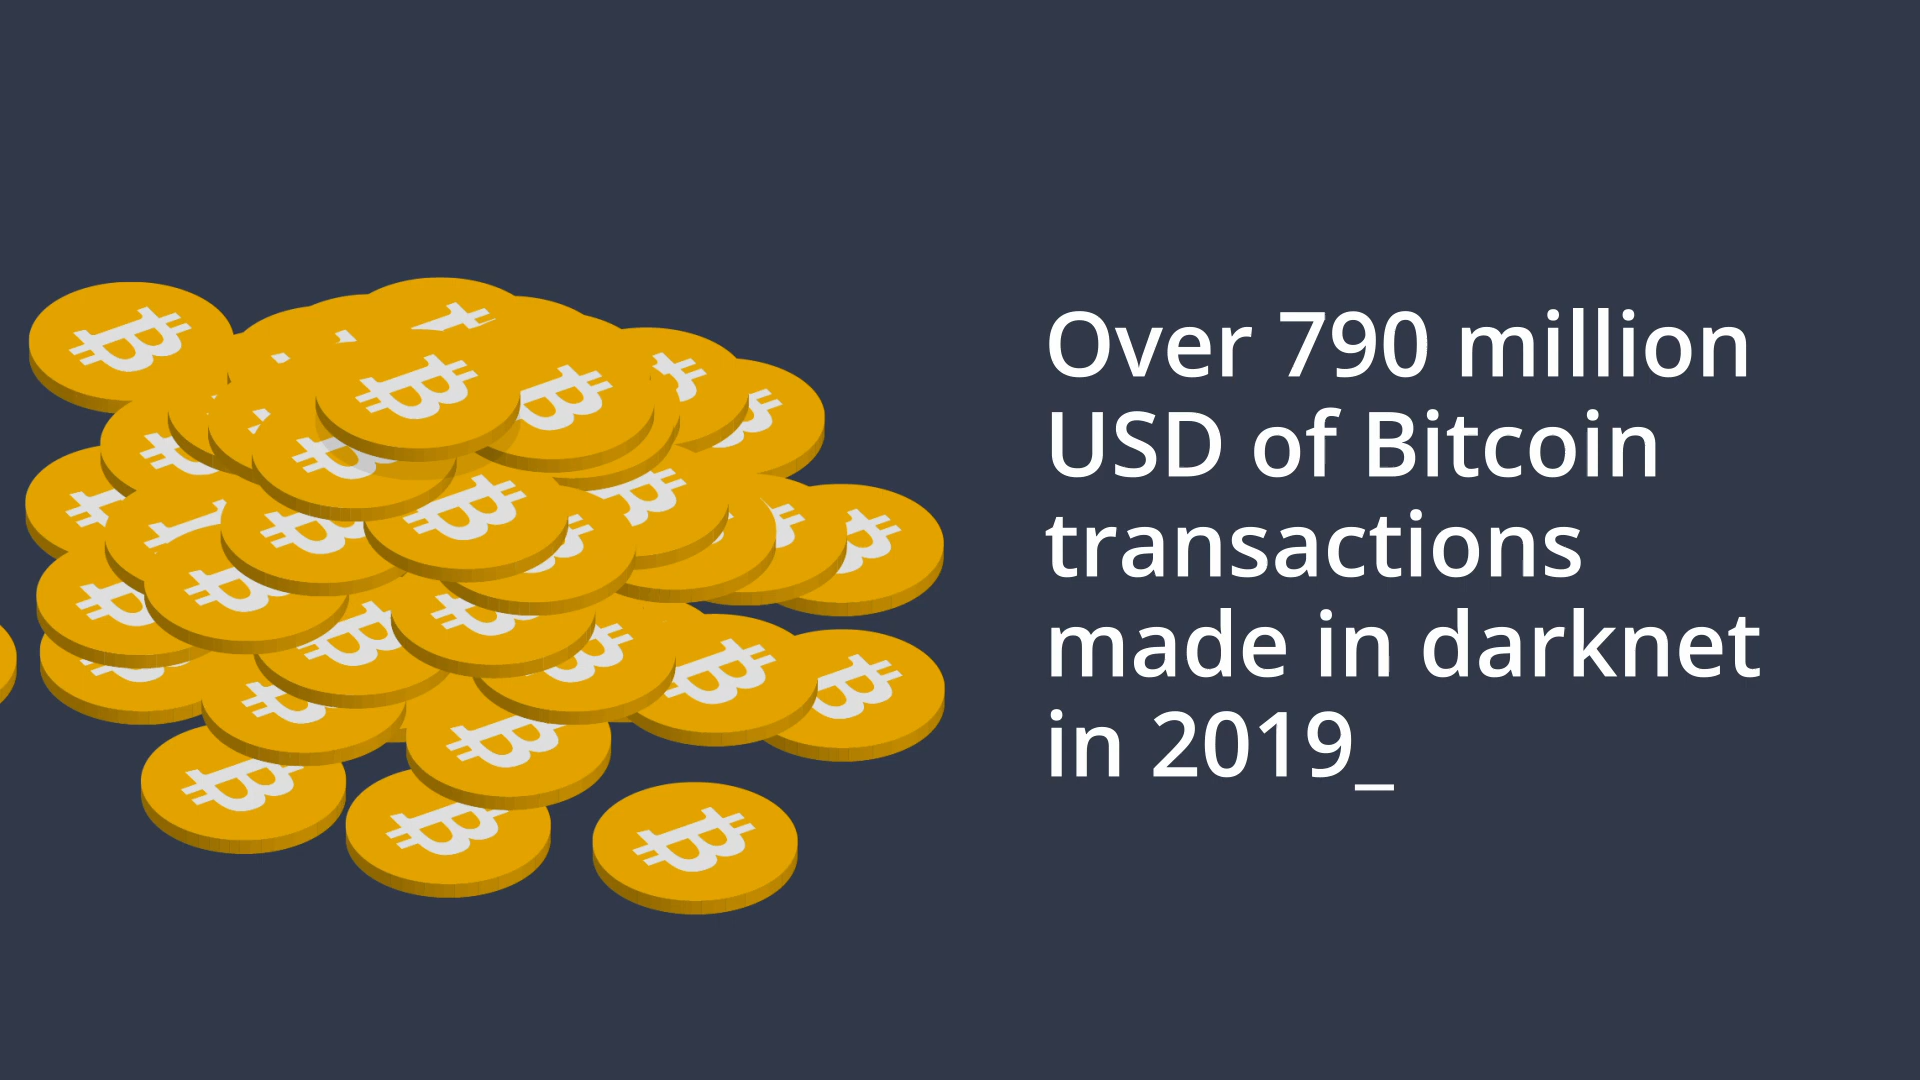 Over 790 million
USD of Bitcoin
transactions
made in darknet
in 2019_